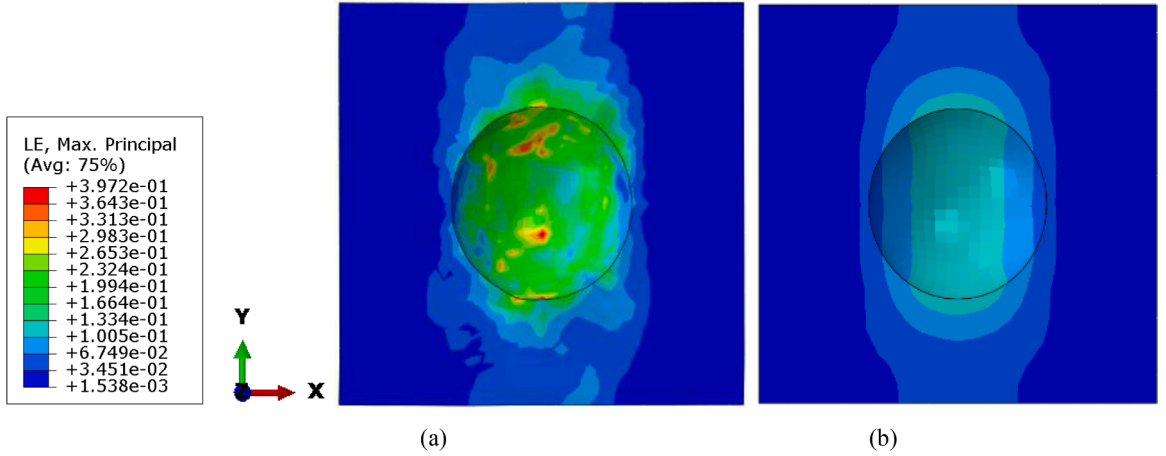 LE, Max. Principal
(Avg: 75%)
+3.972e-01
+3.643e-01
+3.313e-01
+2.983e-01
+2.653e-01
+2.324e-01
+1.994e-01
+1.664e-01
+1.334e-01
+1.005e-01
+6.749e-02
+3.451e-02
+1.538e-03
Y
Z
X
(a)
(b)